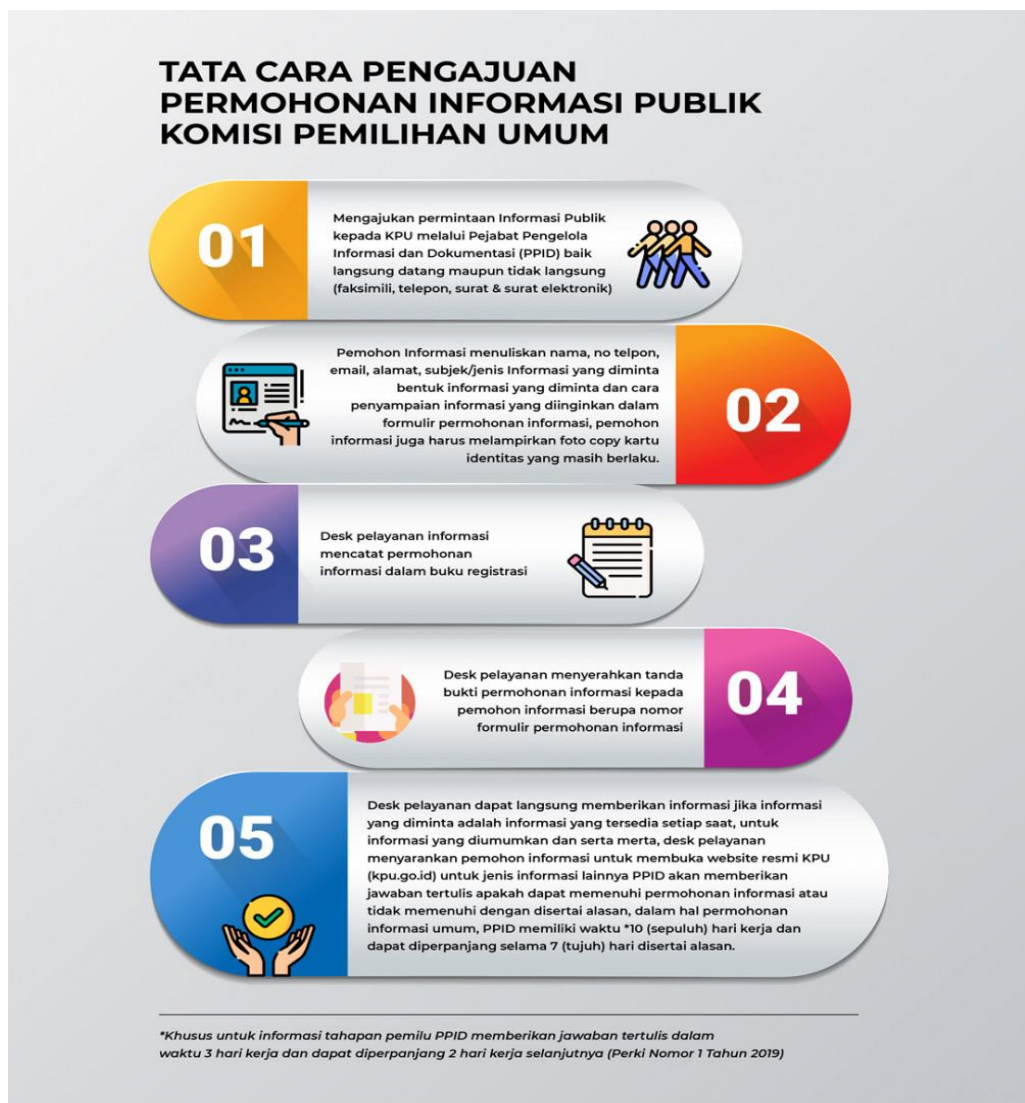 TATA CARA PENGAJUAN
PERMOHONAN INFORMASI PUBLIK
KOMISI PEMILIHAN UMUM
01
Mengajukan permintaan Informasi Publik
kepada KPU melalui Pejabat Pengelola
Informasi dan Dokumentasi (PPID) baik
langsung datang maupun tidak langsung
(faksimili, telepon, surat & surat elektronik)
02
Pemohon Informasi menuliskan nama, no telpon,
email, alamat, subjek/jenis Informasi yang diminta
bentuk informasi yang diminta dan cara
penyampaian informasi yang diinginkan dalam
formulir permohonan informasi, pemohon
informasi juga harus melampirkan foto copy kartu
identitas yang masih berlaku.
03
Desk pelayanan informasi
mencatat permohonan
informasi dalam buku registrasi
04
Desk pelayanan menyerahkan tanda
bukti permohonan informasi kepada
pemohon informasi berupa nomor
formulir permohonan informasi
05
Desk pelayanan dapat langsung memberikan informasi jika informasi
yang diminta adalah informasi yang tersedia setiap saat, untuk
informasi yang diumumkan dan serta merta, desk pelayanan
menyarankan pemohon informasi untuk membuka website resmi KPU
(kpu.go.id) untuk jenis informasi lainnya PPID akan memberikan
jawaban tertulis apakah dapat memenuhi permohonan informasi atau
tidak memenuhi dengan disertai alasan, dalam hal permohonan
informasi umum, PPID memiliki waktu *10 (sepuluh) hari kerja dan
dapat diperpanjang selama 7 (tujuh) hari disertai alasan.
*Khusus untuk informasi tahapan pemilu PPID memberikan jawaban tertulis dalam
waktu 3 hari kerja dan dapat diperpanjang 2 hari kerja selanjutnya (Perki Nomor 1 Tahun 2019)